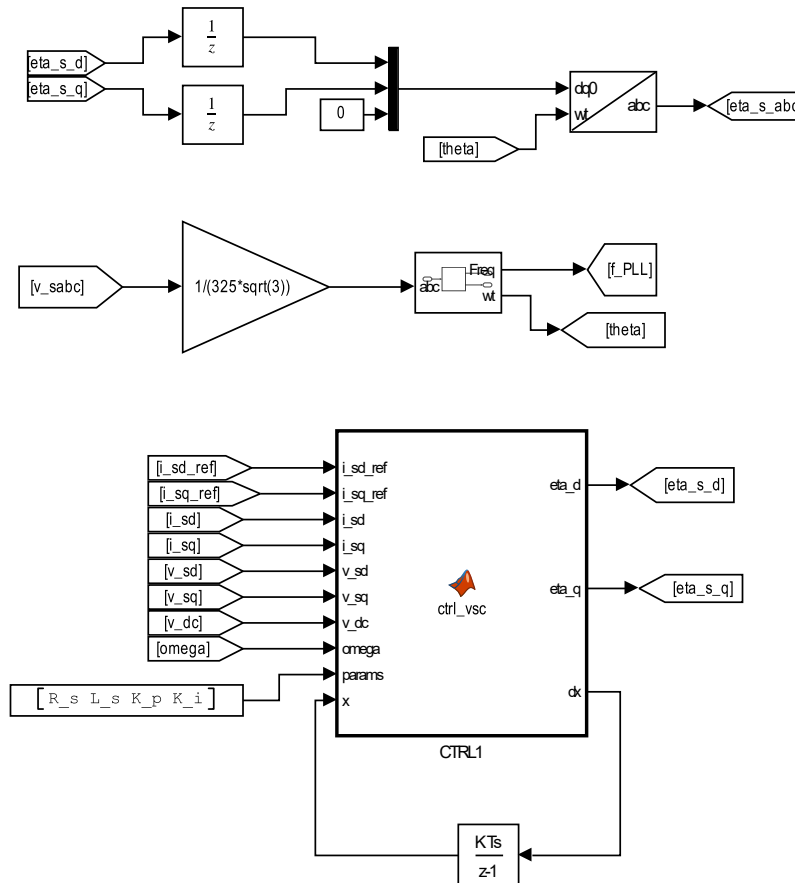 [eta_s_d]
1
z
[eta_s_q]
1
z
0
dq0
wt
abc
[theta]
[eta_s_abc
[v_sabc]
1/(325*sqrt(3))
abc
Freq
wt
[f_PLL]
[theta]
[i_sd_ref]
[i_sq_ref]
[i_sd]
[i_sq]
[v_sd]
[v_sq]
[v_dc]
[omega]
[ R_s L_s K_p K_i ]
i_sd_ref
i_sq_ref
i_sd
i_sq
v_sd
v_sq
v_dc
omega
params
x
ctrl_vsc
eta_d
eta_q
dx
[eta_s_d]
[eta_s_q]
CTRL1
KTs
z-1